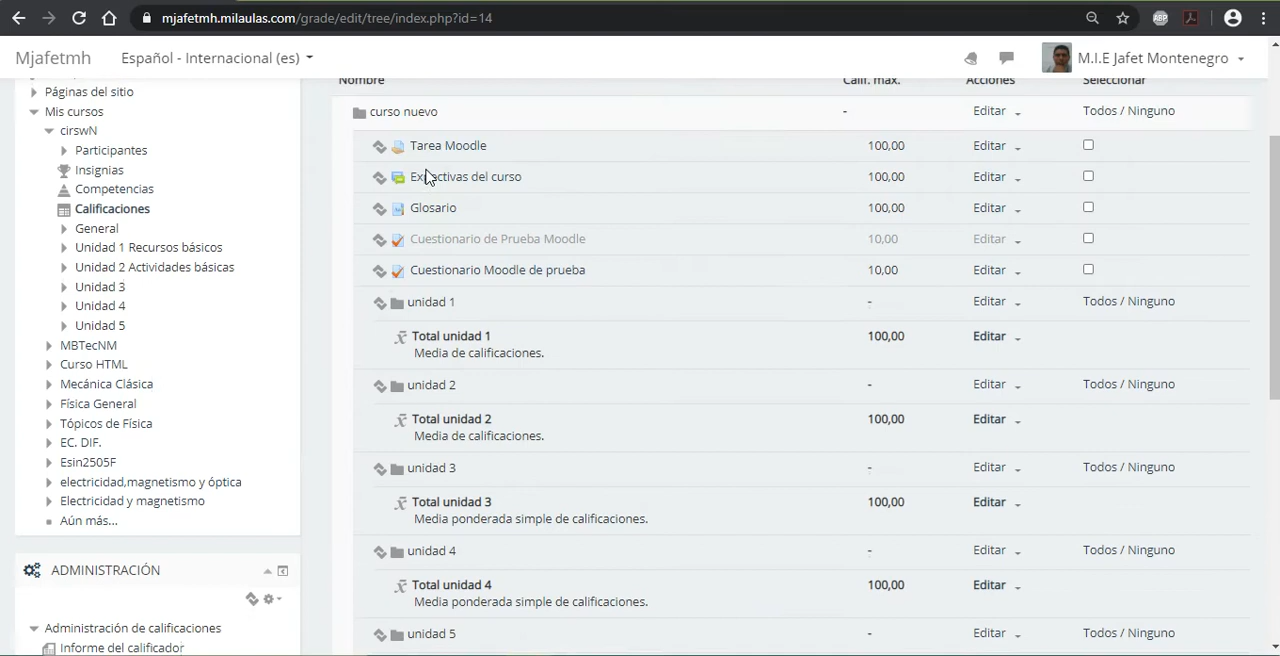 mjafetmh.milaulas.com/grade/edit/tree/index.php?id=14
ABP
Mjafetmh
Español - Internacional (es)
M.I.E Jafet Montenegro
Páginas del sitio
Mis cursos
cirswN
Participantes
Insignias
Competencias
Calificaciones
General
Unidad 1 Recursos básicos
Unidad 2 Actividades básicas
Unidad 3
Unidad 4
Unidad 5
MBTecNM
Curso HTML
Mecánica Clásica
Física General
Tópicos de Física
EC. DIF.
Esin2505F
electricidad,magnetismo y óptica
Electricidad y magnetismo
Aún más...
ADMINISTRACIÓN
Administración de calificaciones
Informe del calificador
Nombre Calif. máx. Acciones Seleccionar
curso nuevo - Editar Todos / Ninguno
Tarea Moodle 100,00 Editar
Expectivas del curso 100,00 Editar
Glosario 100,00 Editar
Cuestionario de Prueba Moodle 10,00 Editar
Cuestionario Moodle de prueba 10,00 Editar
unidad 1 - Editar Todos / Ninguno
Total unidad 1 100,00 Editar
Media de calificaciones.
unidad 2 - Editar Todos / Ninguno
Total unidad 2 100,00 Editar
Media de calificaciones.
unidad 3 - Editar Todos / Ninguno
Total unidad 3 100,00 Editar
Media ponderada simple de calificaciones.
unidad 4 - Editar Todos / Ninguno
Total unidad 4 100,00 Editar
Media ponderada simple de calificaciones.
unidad 5 - Editar Todos / Ninguno